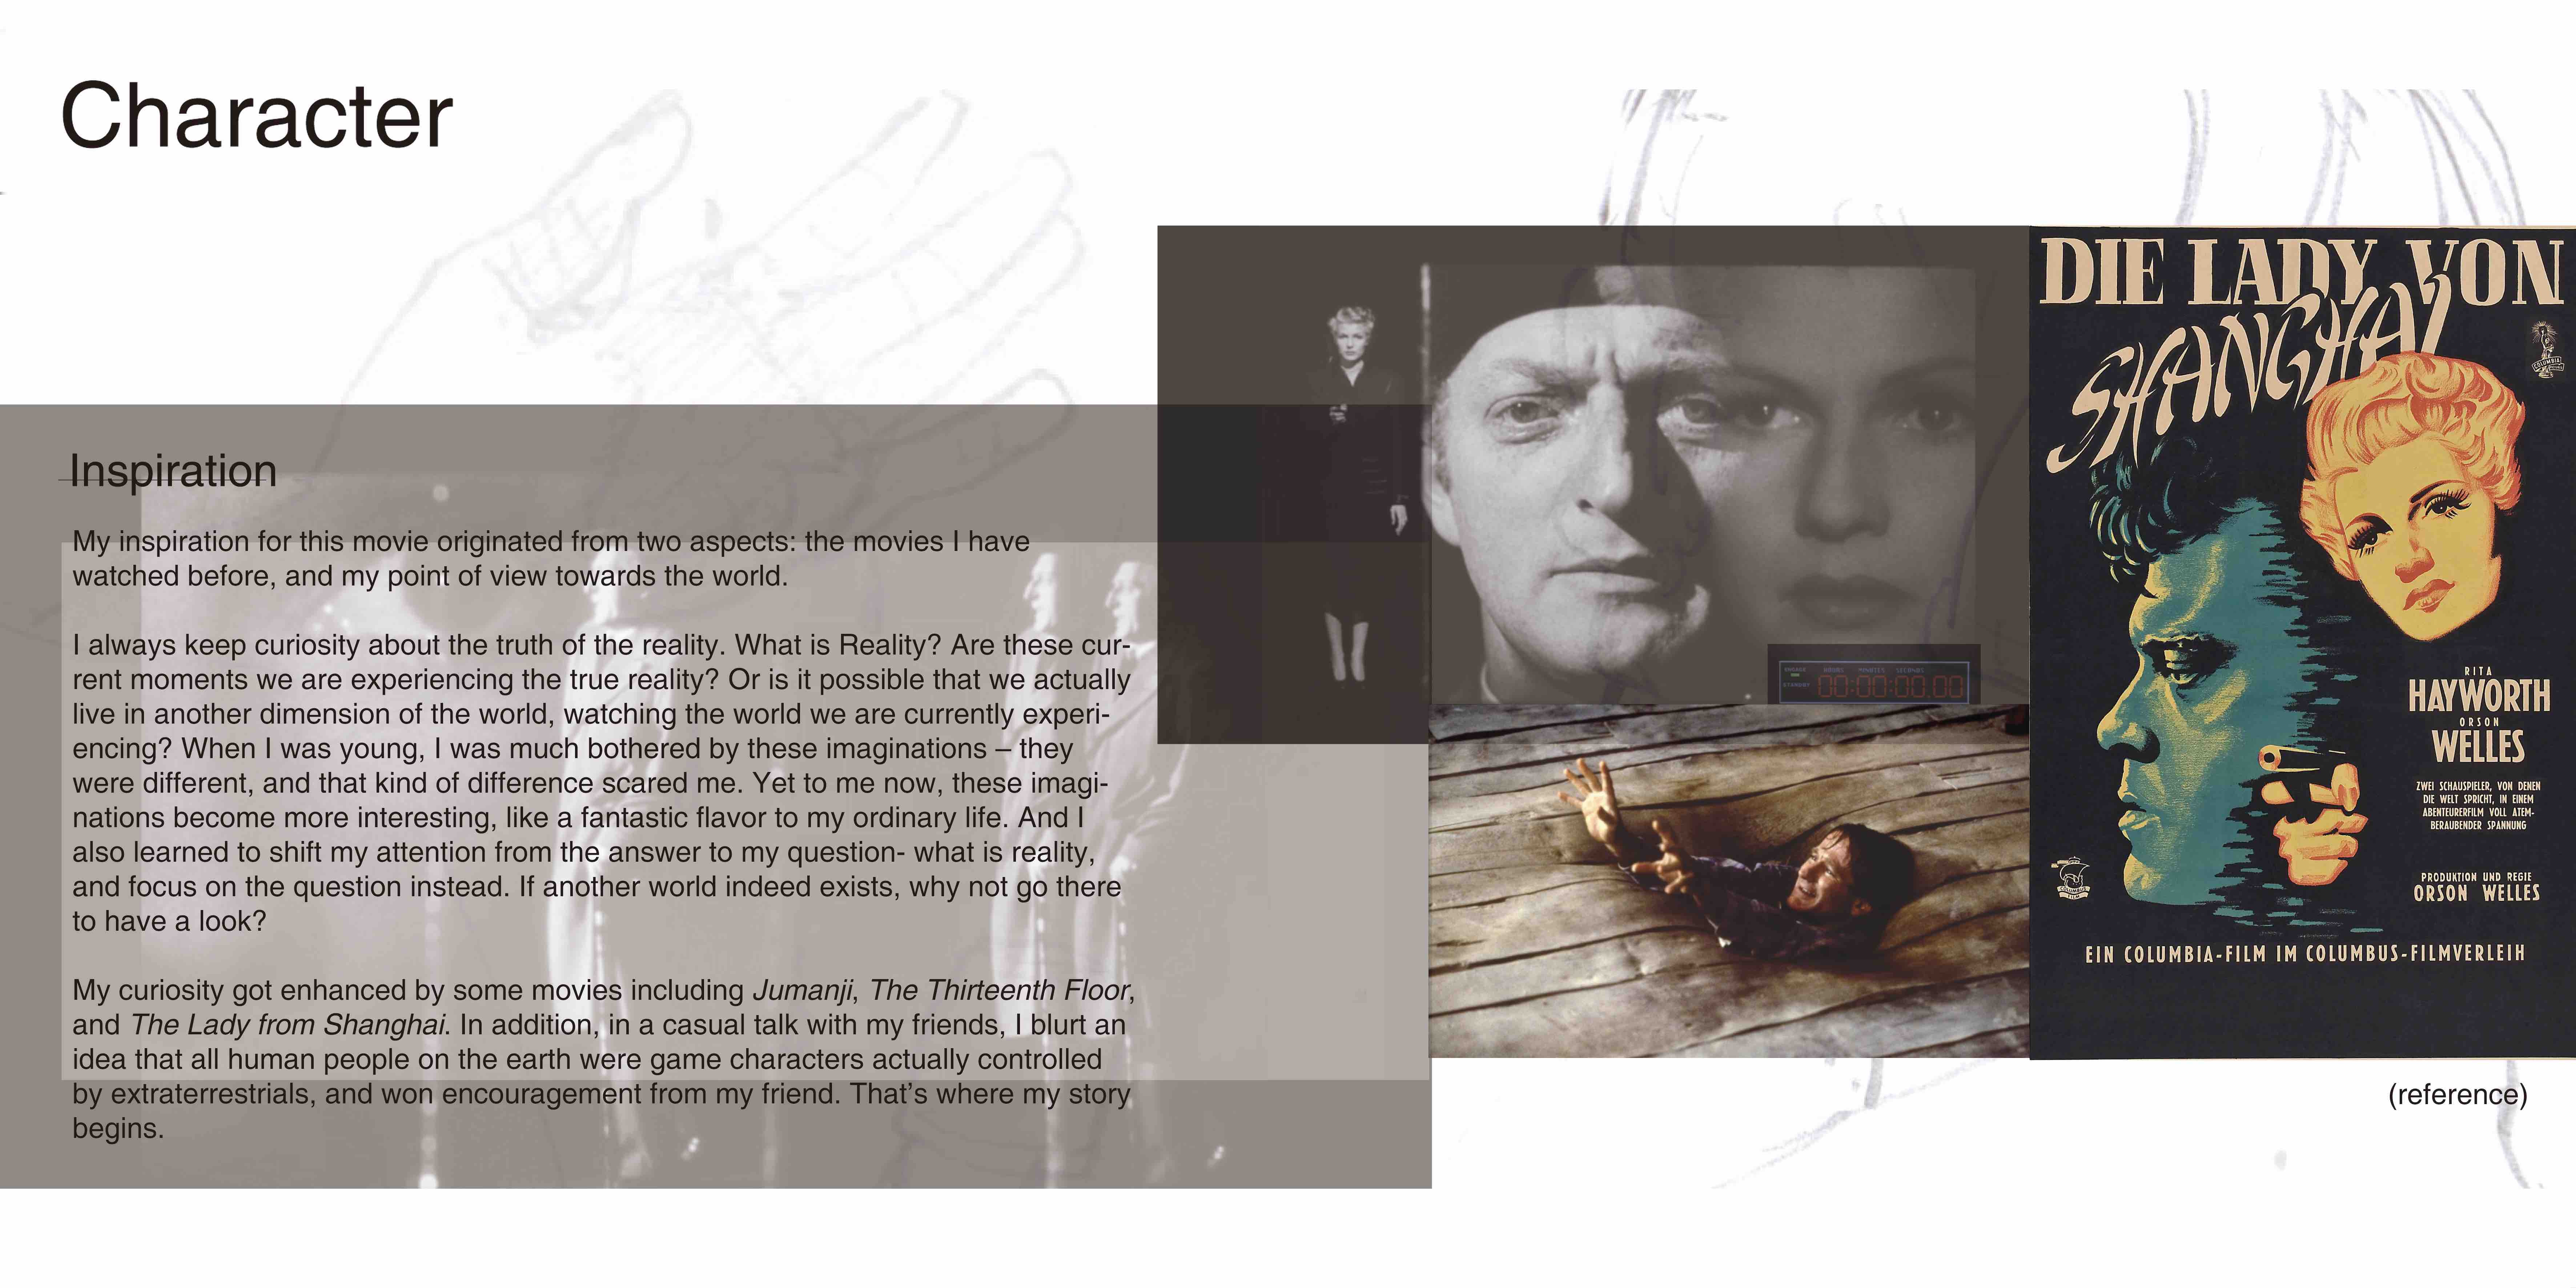 Character
Inspiration
My inspiration for this movie originated from two aspects: the movies I have
watched before, and my point of view towards the world.
I always keep curiosity about the truth of the reality. What is Reality? Are these cur-
rent moments we are experiencing the true reality? Or is it possible that we actually
live in another dimension of the world, watching the world we are currently experi-
encing? When I was young, I was much bothered by these imaginations – they
were different, and that kind of difference scared me. Yet to me now, these imagi-
nations become more interesting, like a fantastic flavor to my ordinary life. And I
also learned to shift my attention from the answer to my question- what is reality,
and focus on the question instead. If another world indeed exists, why not go there
to have a look?
My curiosity got enhanced by some movies including Jumanji, The Thirteenth Floor,
and The Lady from Shanghai. In addition, in a casual talk with my friends, I blurt an
idea that all human people on the earth were game characters actually controlled
by extraterrestrials, and won encouragement from my friend. That’s where my story
begins.
HOURS MINUTES SECONDS
STANDBY
00:00:00.00
DIE LADY VON
SHANGHAI
COLUMBIA
RITA
HAYWORTH
ORSON
WELLES
ZWEI SCHAUSPIELER, VON DENEN
DIE WELT SPRICHT, IN EINEM
ABENTEURERFILM VOLL ATEM-
BERAUBENDER SPANNUNG
PRODUKTION UND REGIE
ORSON WELLES
COLUMBUS
FILM
EIN COLUMBIA-FILM IM COLUMBUS-FILMVERLEIH
(reference)